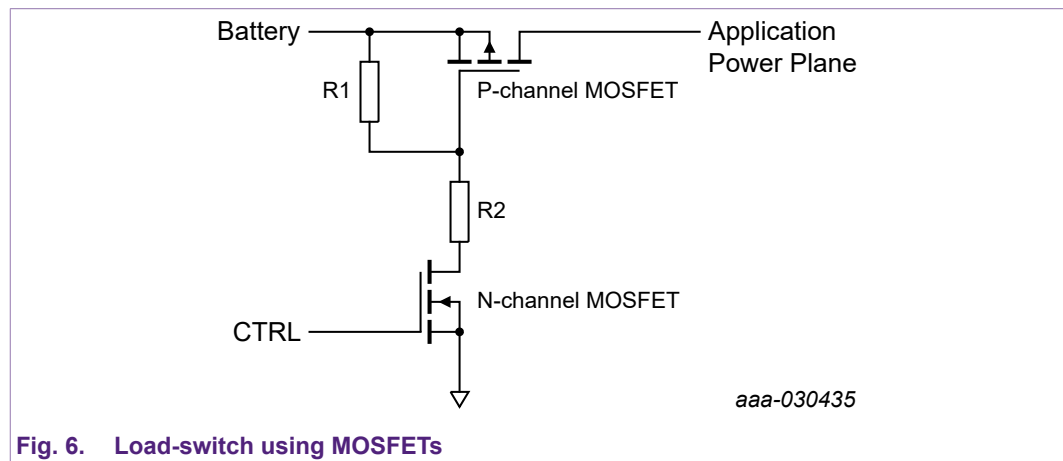 Battery
Application
Power Plane
R1
P-channel MOSFET
R2
N-channel MOSFET
CTRL
aaa-030435
Fig. 6. Load-switch using MOSFETs